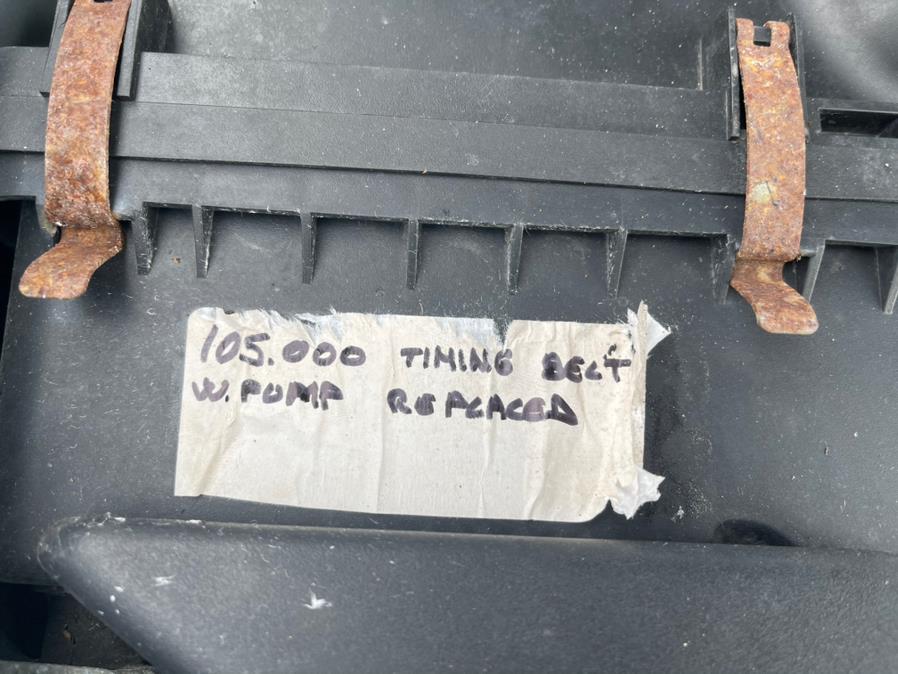 105.000 TIMING BELT
W. PUMP REPLACED